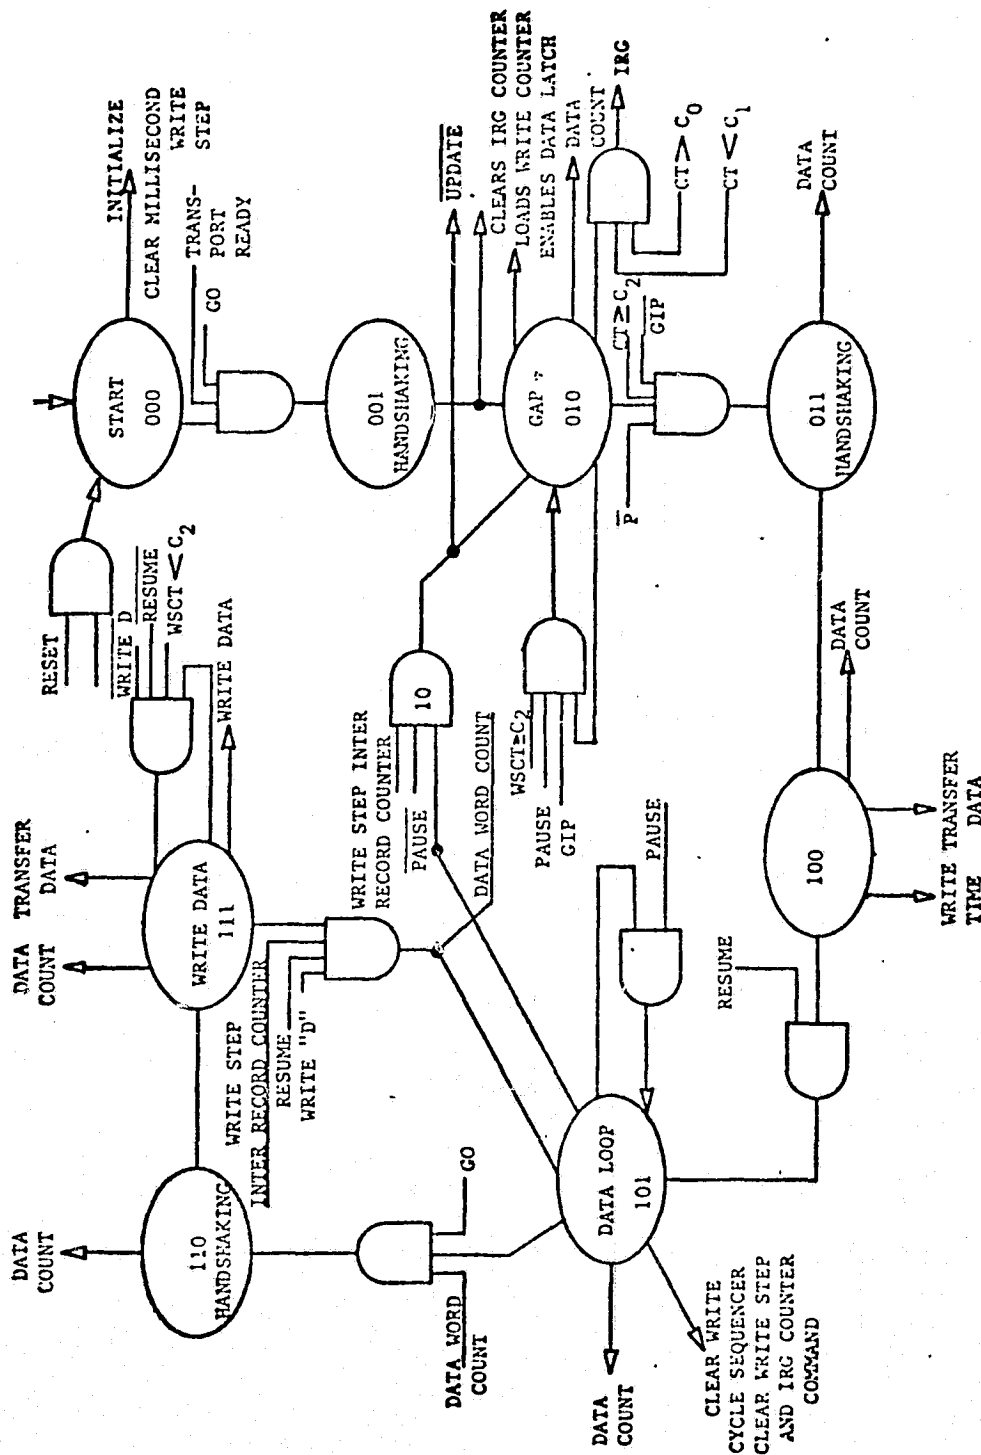 INITIALIZE
CLEAR MILLISECOND
WRITE
STEP
TRANS-
PORT
READY
GO
START
000
RESET
WRITE D
RESUME
WSCT < C2
WRITE DATA
DATA TRANSFER
COUNT DATA
WRITE DATA
111
001
HANDSHAKING
UPDATE
CLEARS IRG COUNTER
LOADS WRITE COUNTER
ENABLES DATA LATCH
DATA
COUNT
IRG
CT > C0
CT < C1
GAP
010
CT ≥ C2
GIP
P
DATA
COUNT
011
HANDSHAKING
WRITE STEP INTER
RECORD COUNTER
PAUSE
10
WSCT ≥ C2
PAUSE
GIP
DATA WORD COUNT
WRITE STEP
INTER RECORD COUNTER
RESUME
WRITE "D"
DATA
COUNT
110
HANDSHAKING
GO
DATA WORD
COUNT
DATA LOOP
101
PAUSE
RESUME
100
DATA
COUNT
WRITE TRANSFER
TIME DATA
DATA
COUNT
CLEAR WRITE
CYCLE SEQUENCER
CLEAR WRITE STEP
AND IRG COUNTER
COMMAND